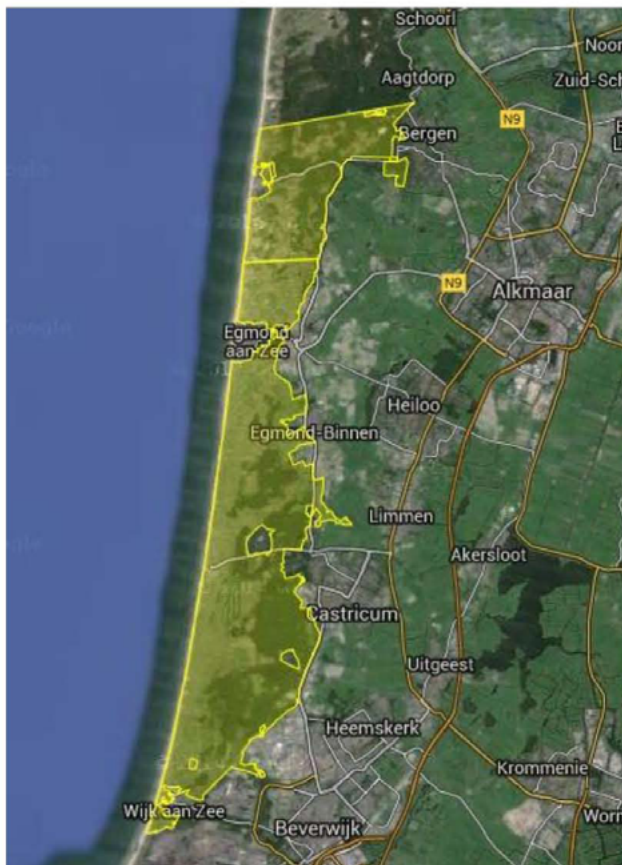 Schoorl
Noor
Aagtdorp
Zuid-Sch
Bergen
N9
N9
Alkmaar
Egmond
aan Zee
Heiloo
Egmond-Binnen
Limmen
Akersloot
Castricum
Uitgeest
Heemskerk
Krommenie
Wijk aan Zee
Worm
Beverwijk